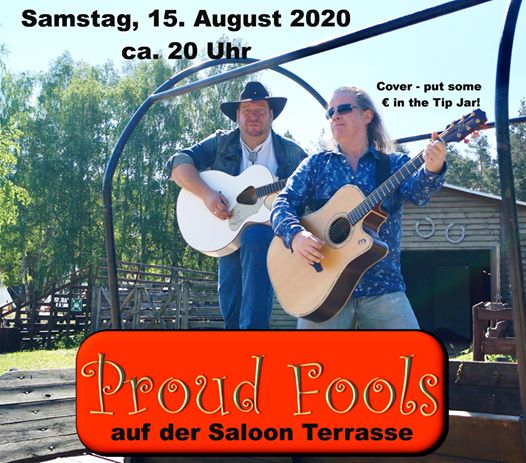 Samstag, 15. August 2020
ca. 20 Uhr
Cover - put some
€ in the Tip Jar!
Proud Fools
auf der Saloon Terrasse